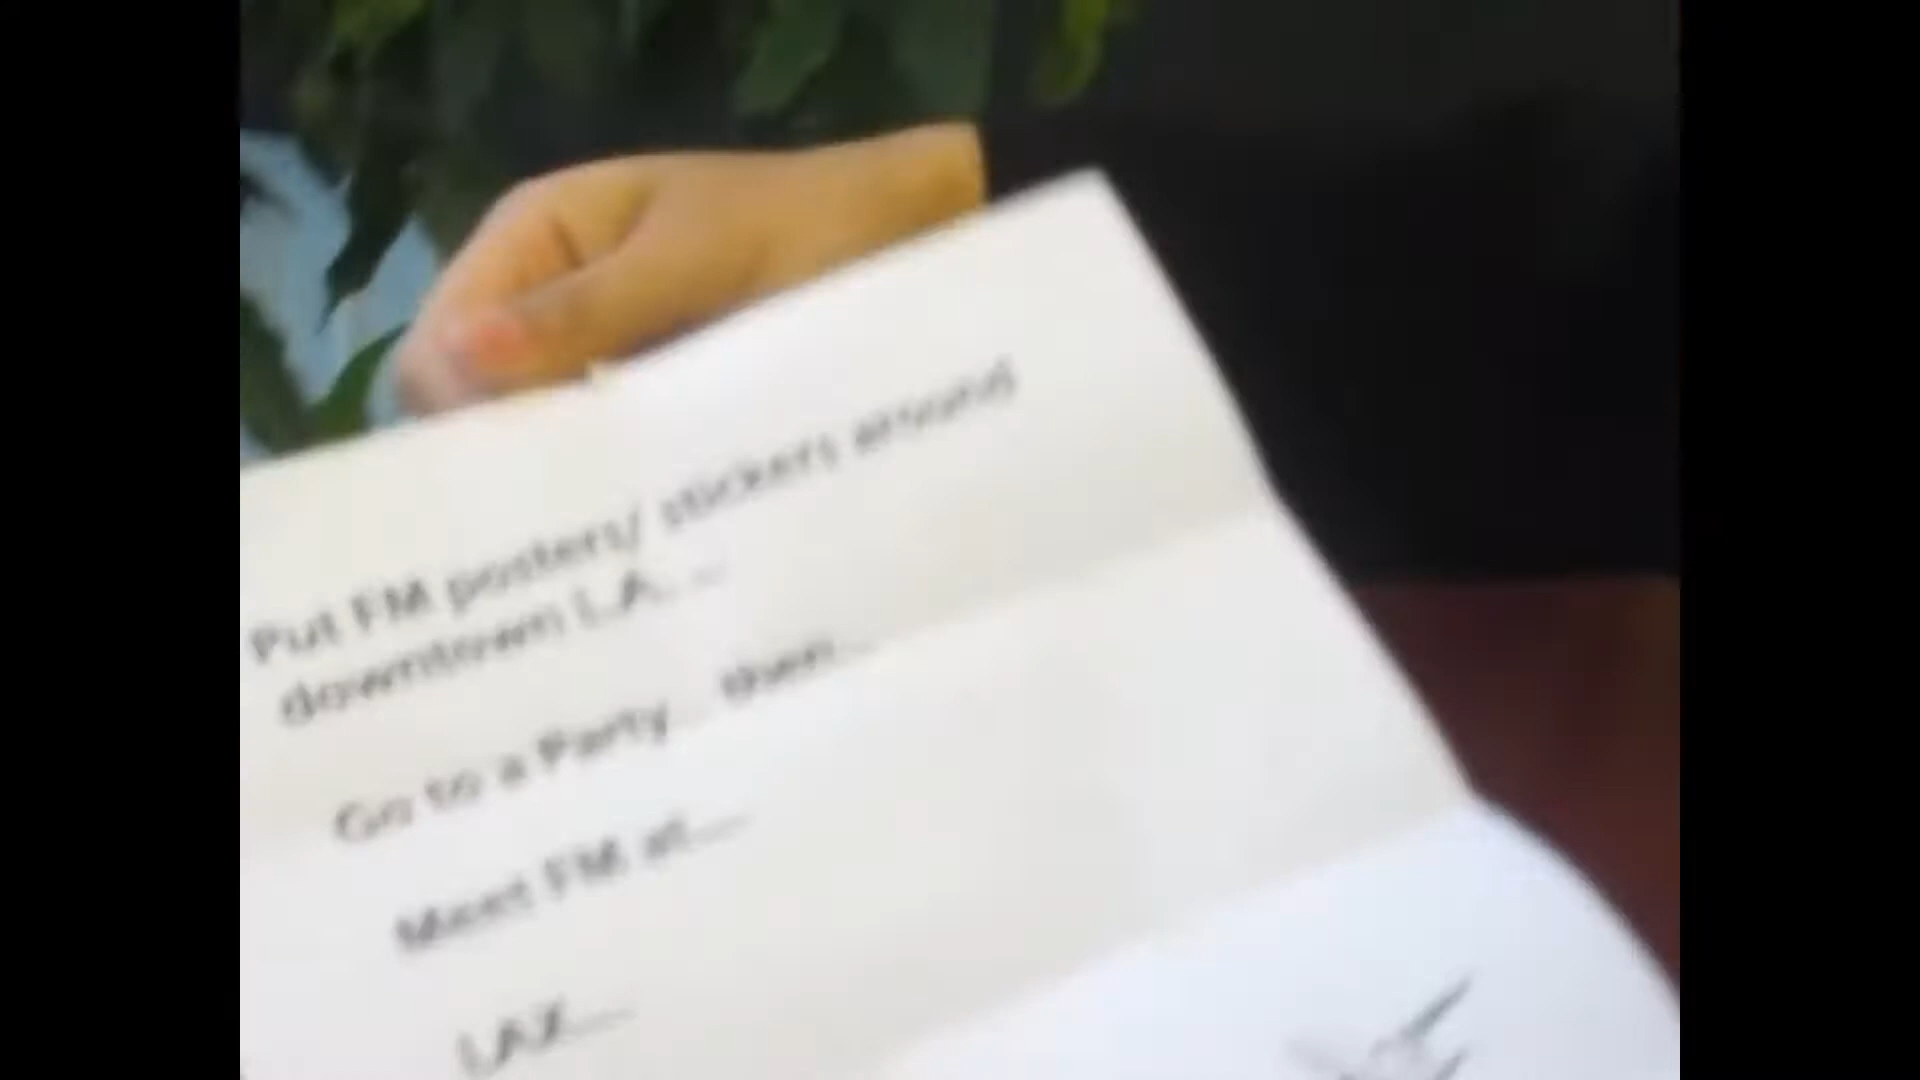 Put FM posters/ stickers around
downtown L.A. ...
Go to a Party... then...
Meet FM at....
LAX....